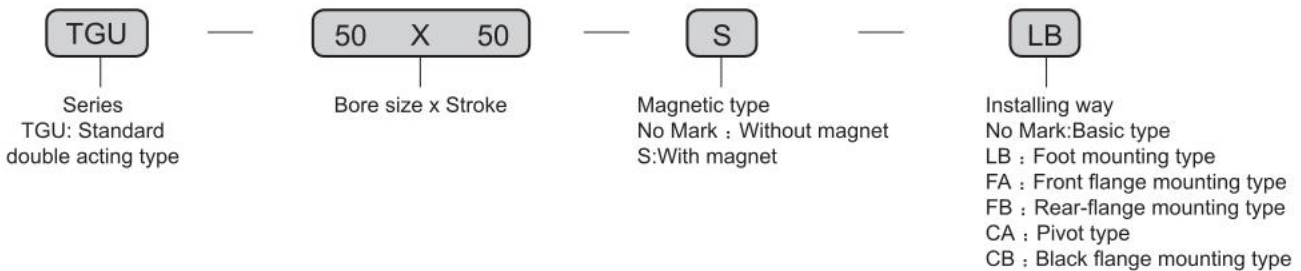 TGU — 50 X 50 — S — LB
Series
TGU: Standard
double acting type
Bore size x Stroke
Magnetic type
No Mark : Without magnet
S:With magnet
Installing way
No Mark:Basic type
LB : Foot mounting type
FA : Front flange mounting type
FB : Rear-flange mounting type
CA : Pivot type
CB : Black flange mounting type